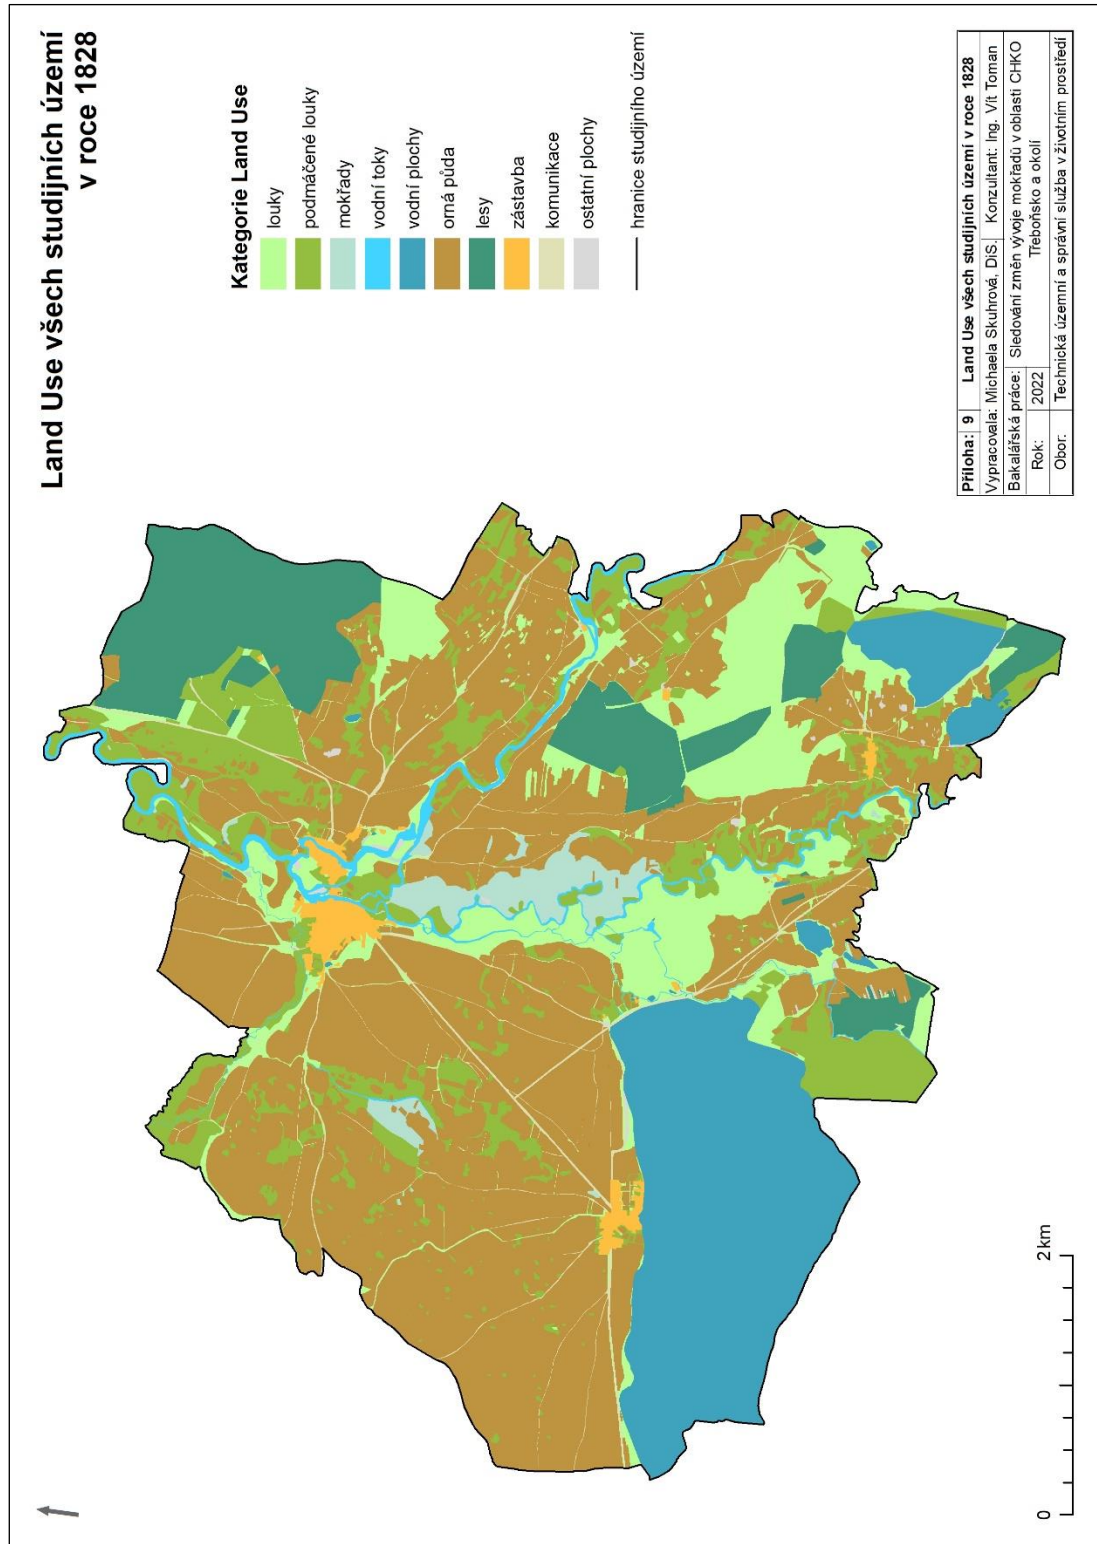 Land Use všech studijních území
v roce 1828
Kategorie Land Use
louky
podmáčené louky
mokřady
vodní toky
vodní plochy
orná půda
lesy
zástavba
komunikace
ostatní plochy
hranice studijního území
0 2 km
Příloha: 9 Land Use všech studijních území v roce 1828
Vypracovala: Michaela Skuhrová, DiS. Konzultant: Ing. Vít Toman
Bakalářská práce: Sledování změn vývoje mokřadů v oblasti CHKO
Třeboňsko a okolí
Rok: 2022
Obor: Technická územní a správní služba v životním prostředí